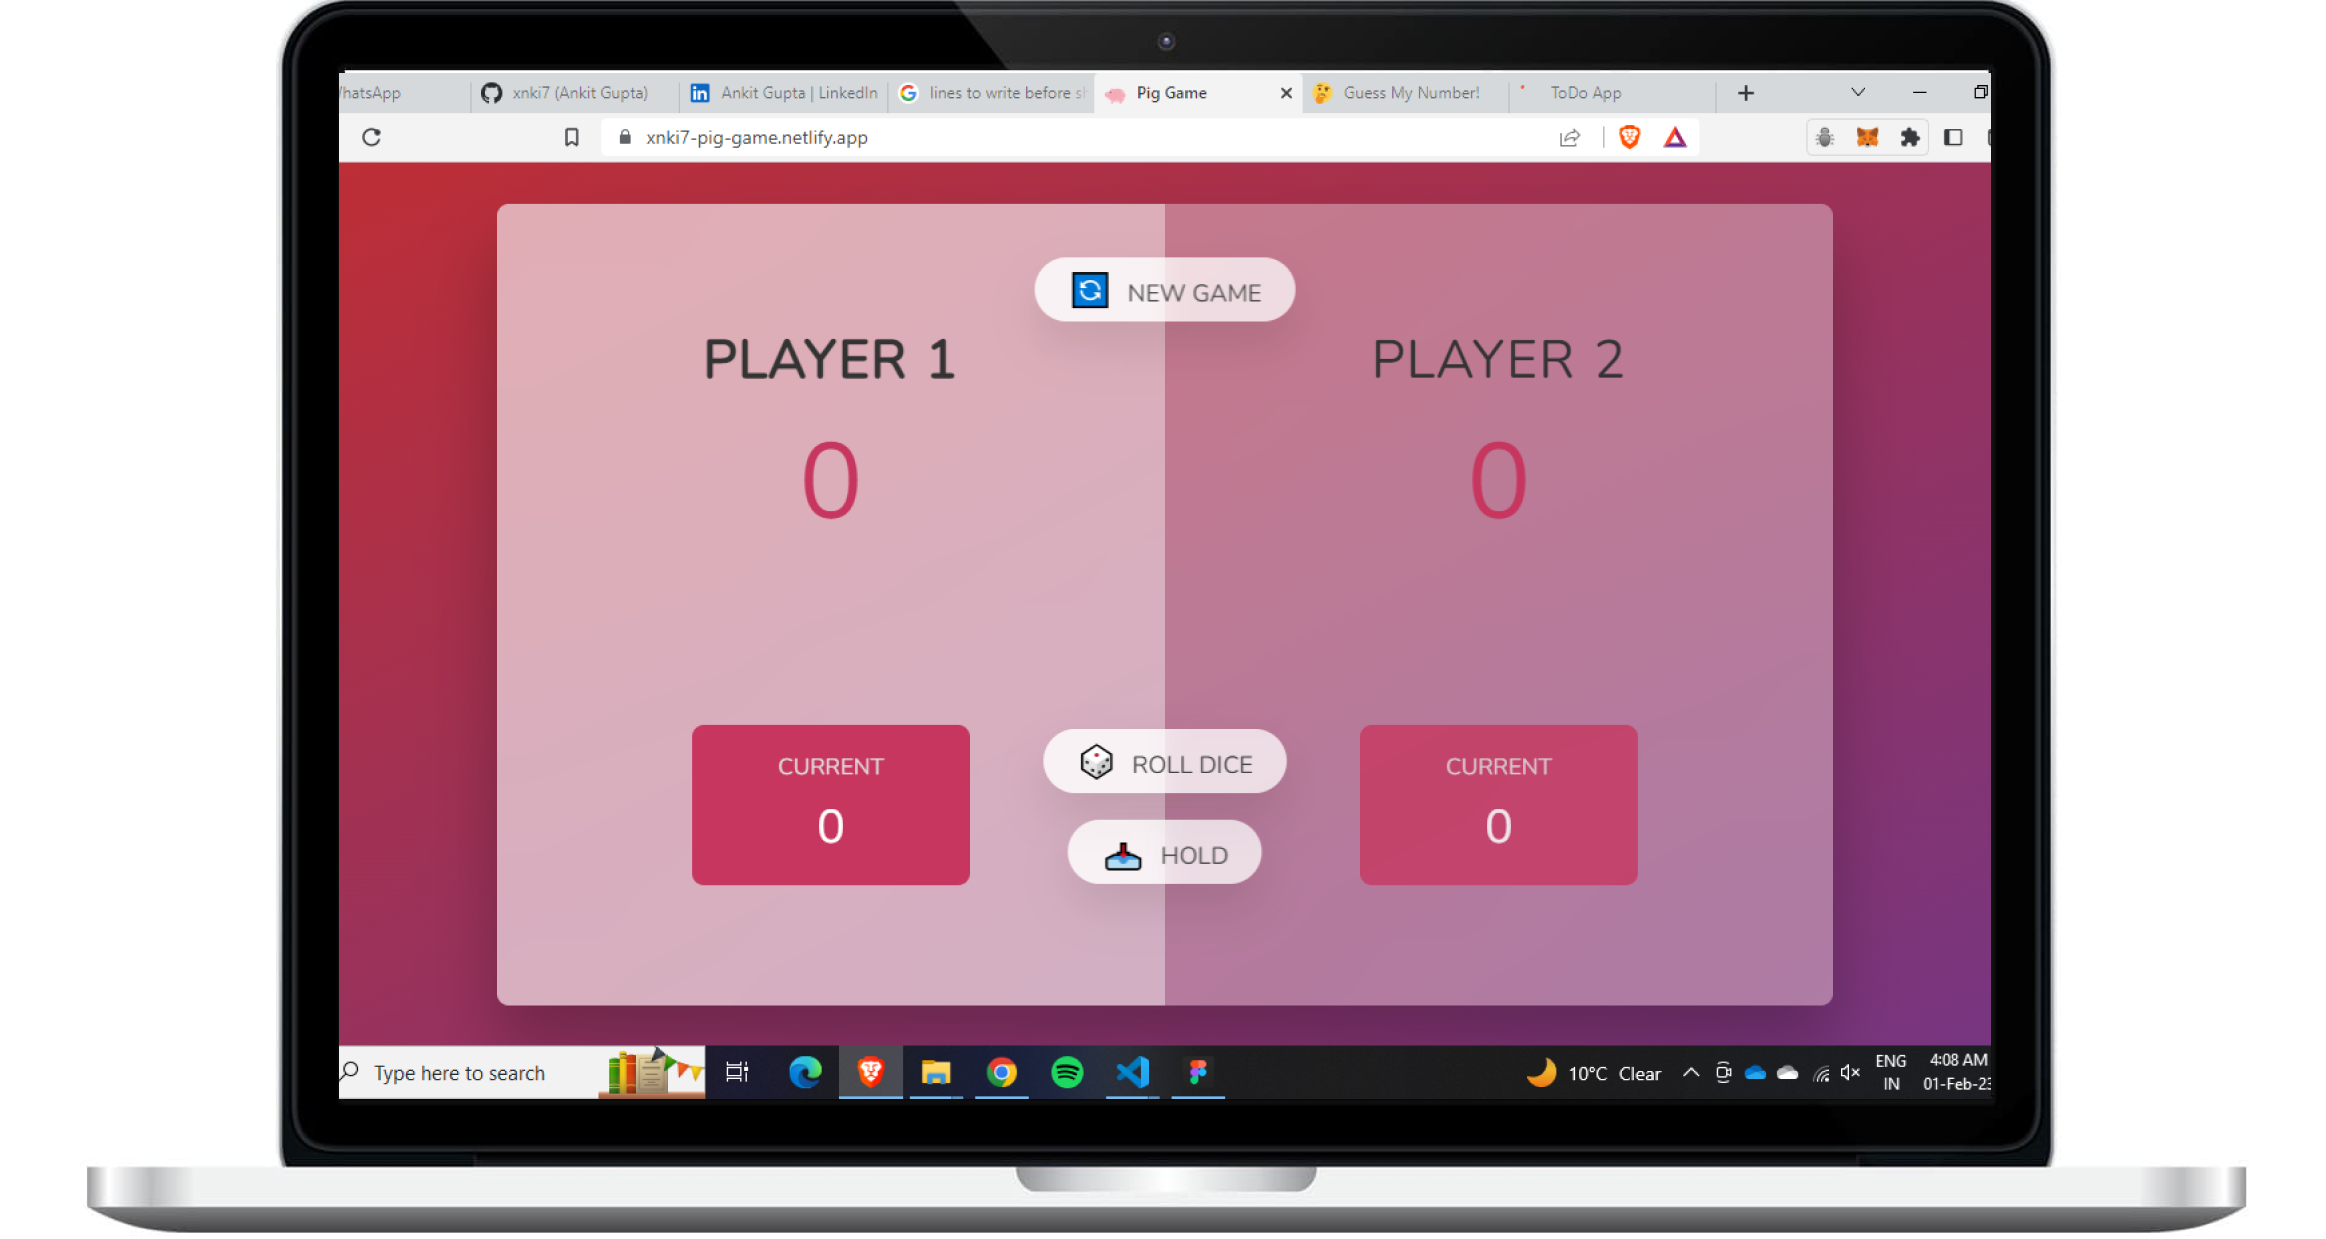 hatsApp
xnki7 (Ankit Gupta)
Ankit Gupta | LinkedIn
lines to write before s
Pig Game
Guess My Number!
ToDo App
xnki7-pig-game.netlify.app
NEW GAME
PLAYER 1
PLAYER 2
0
0
CURRENT
0
ROLL DICE
HOLD
CURRENT
0
Type here to search
10°C Clear
ENG
IN
4:08 AM
01-Feb-23